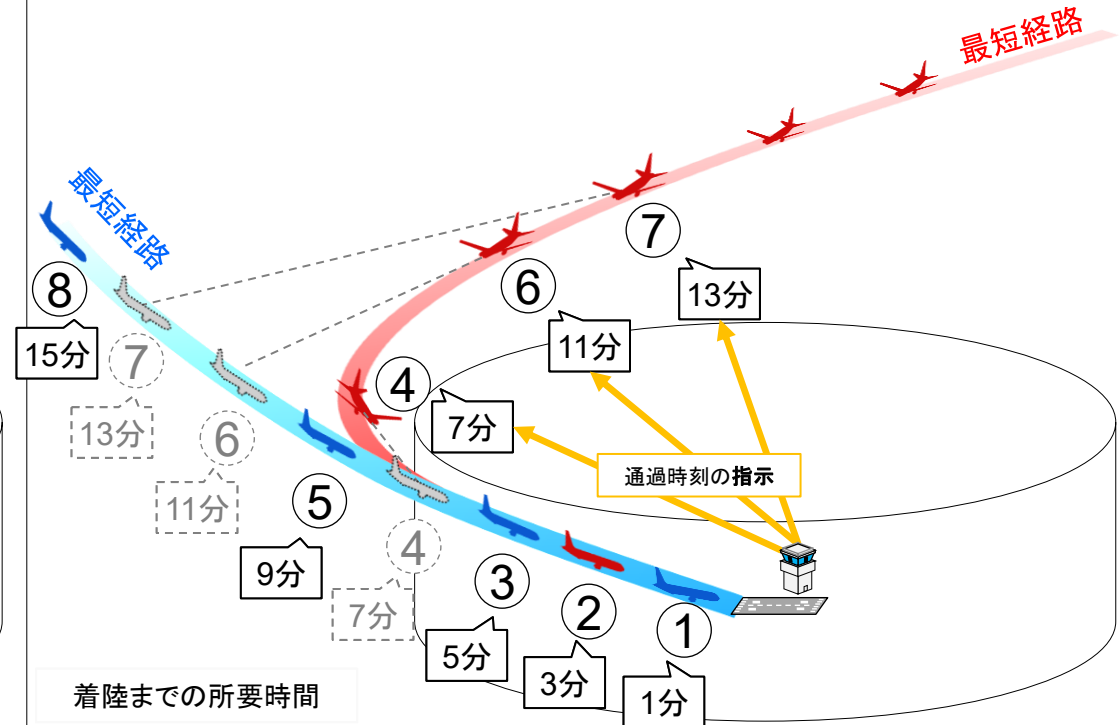 最短経路
最短経路
⑦
13分
⑥
11分
④
7分
⑧
15分
⑦
13分
⑥
11分
⑤
9分
④
7分
③
5分
②
3分
①
1分
通過時刻の指示
着陸までの所要時間